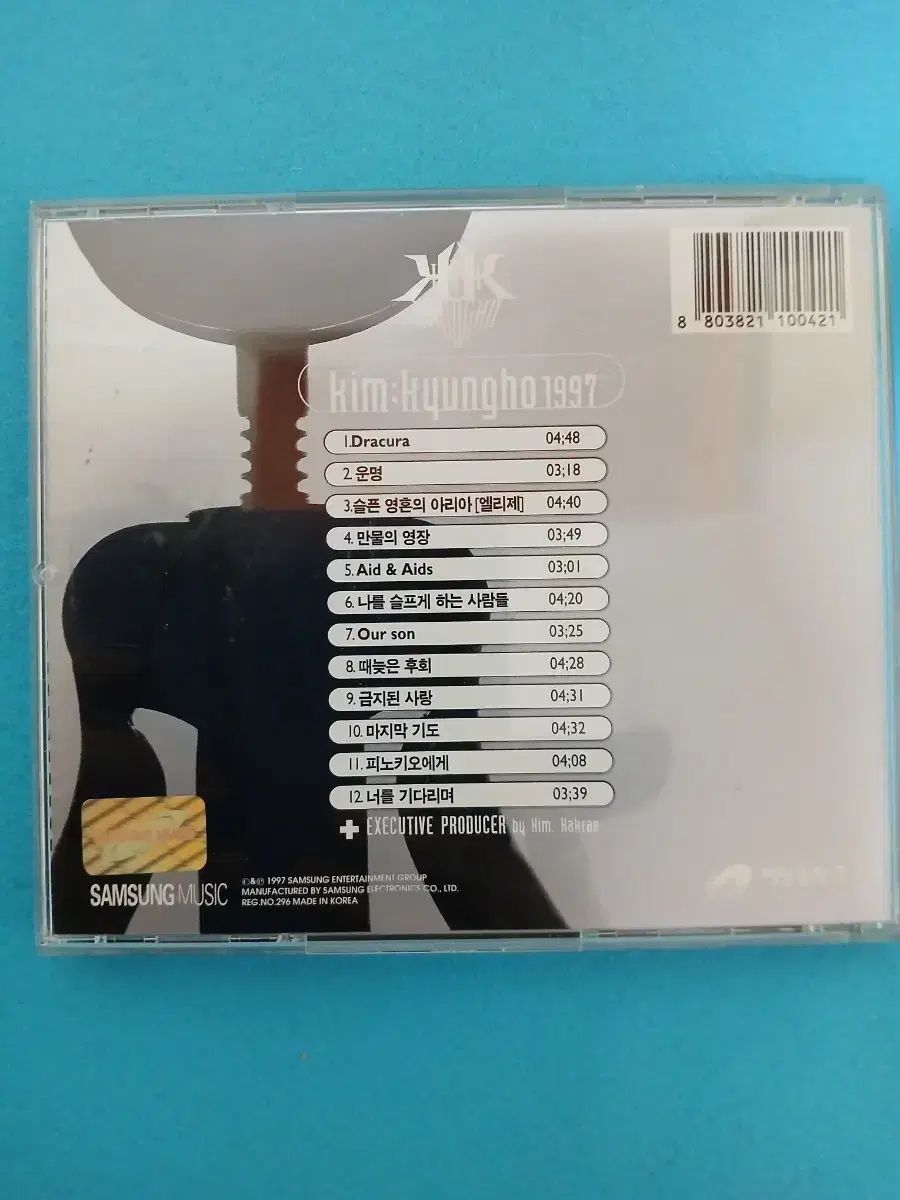 8 803821 100421
kim:kyungho 1997
1.Dracura 04;48
2. 운명 03;18
3.슬픈 영혼의 아리아 [엘리제] 04;40
4. 만물의 영장 03;49
5. Aid & Aids 03;01
6. 나를 슬프게 하는 사람들 04;20
7. Our son 03;25
8. 때늦은 후회 04;28
9. 금지된 사랑 04;31
10. 마지막 기도 04;32
11. 피노키오에게 04;08
12. 너를 기다리며 03;39
+ EXECUTIVE PRODUCER by Kim. Kakrae
SAMSUNG MUSIC
©&℗ 1997 SAMSUNG ENTERTAINMENT GROUP
MANUFACTURED BY SAMSUNG ELECTRONICS CO., LTD.
REG.NO.296 MADE IN KOREA